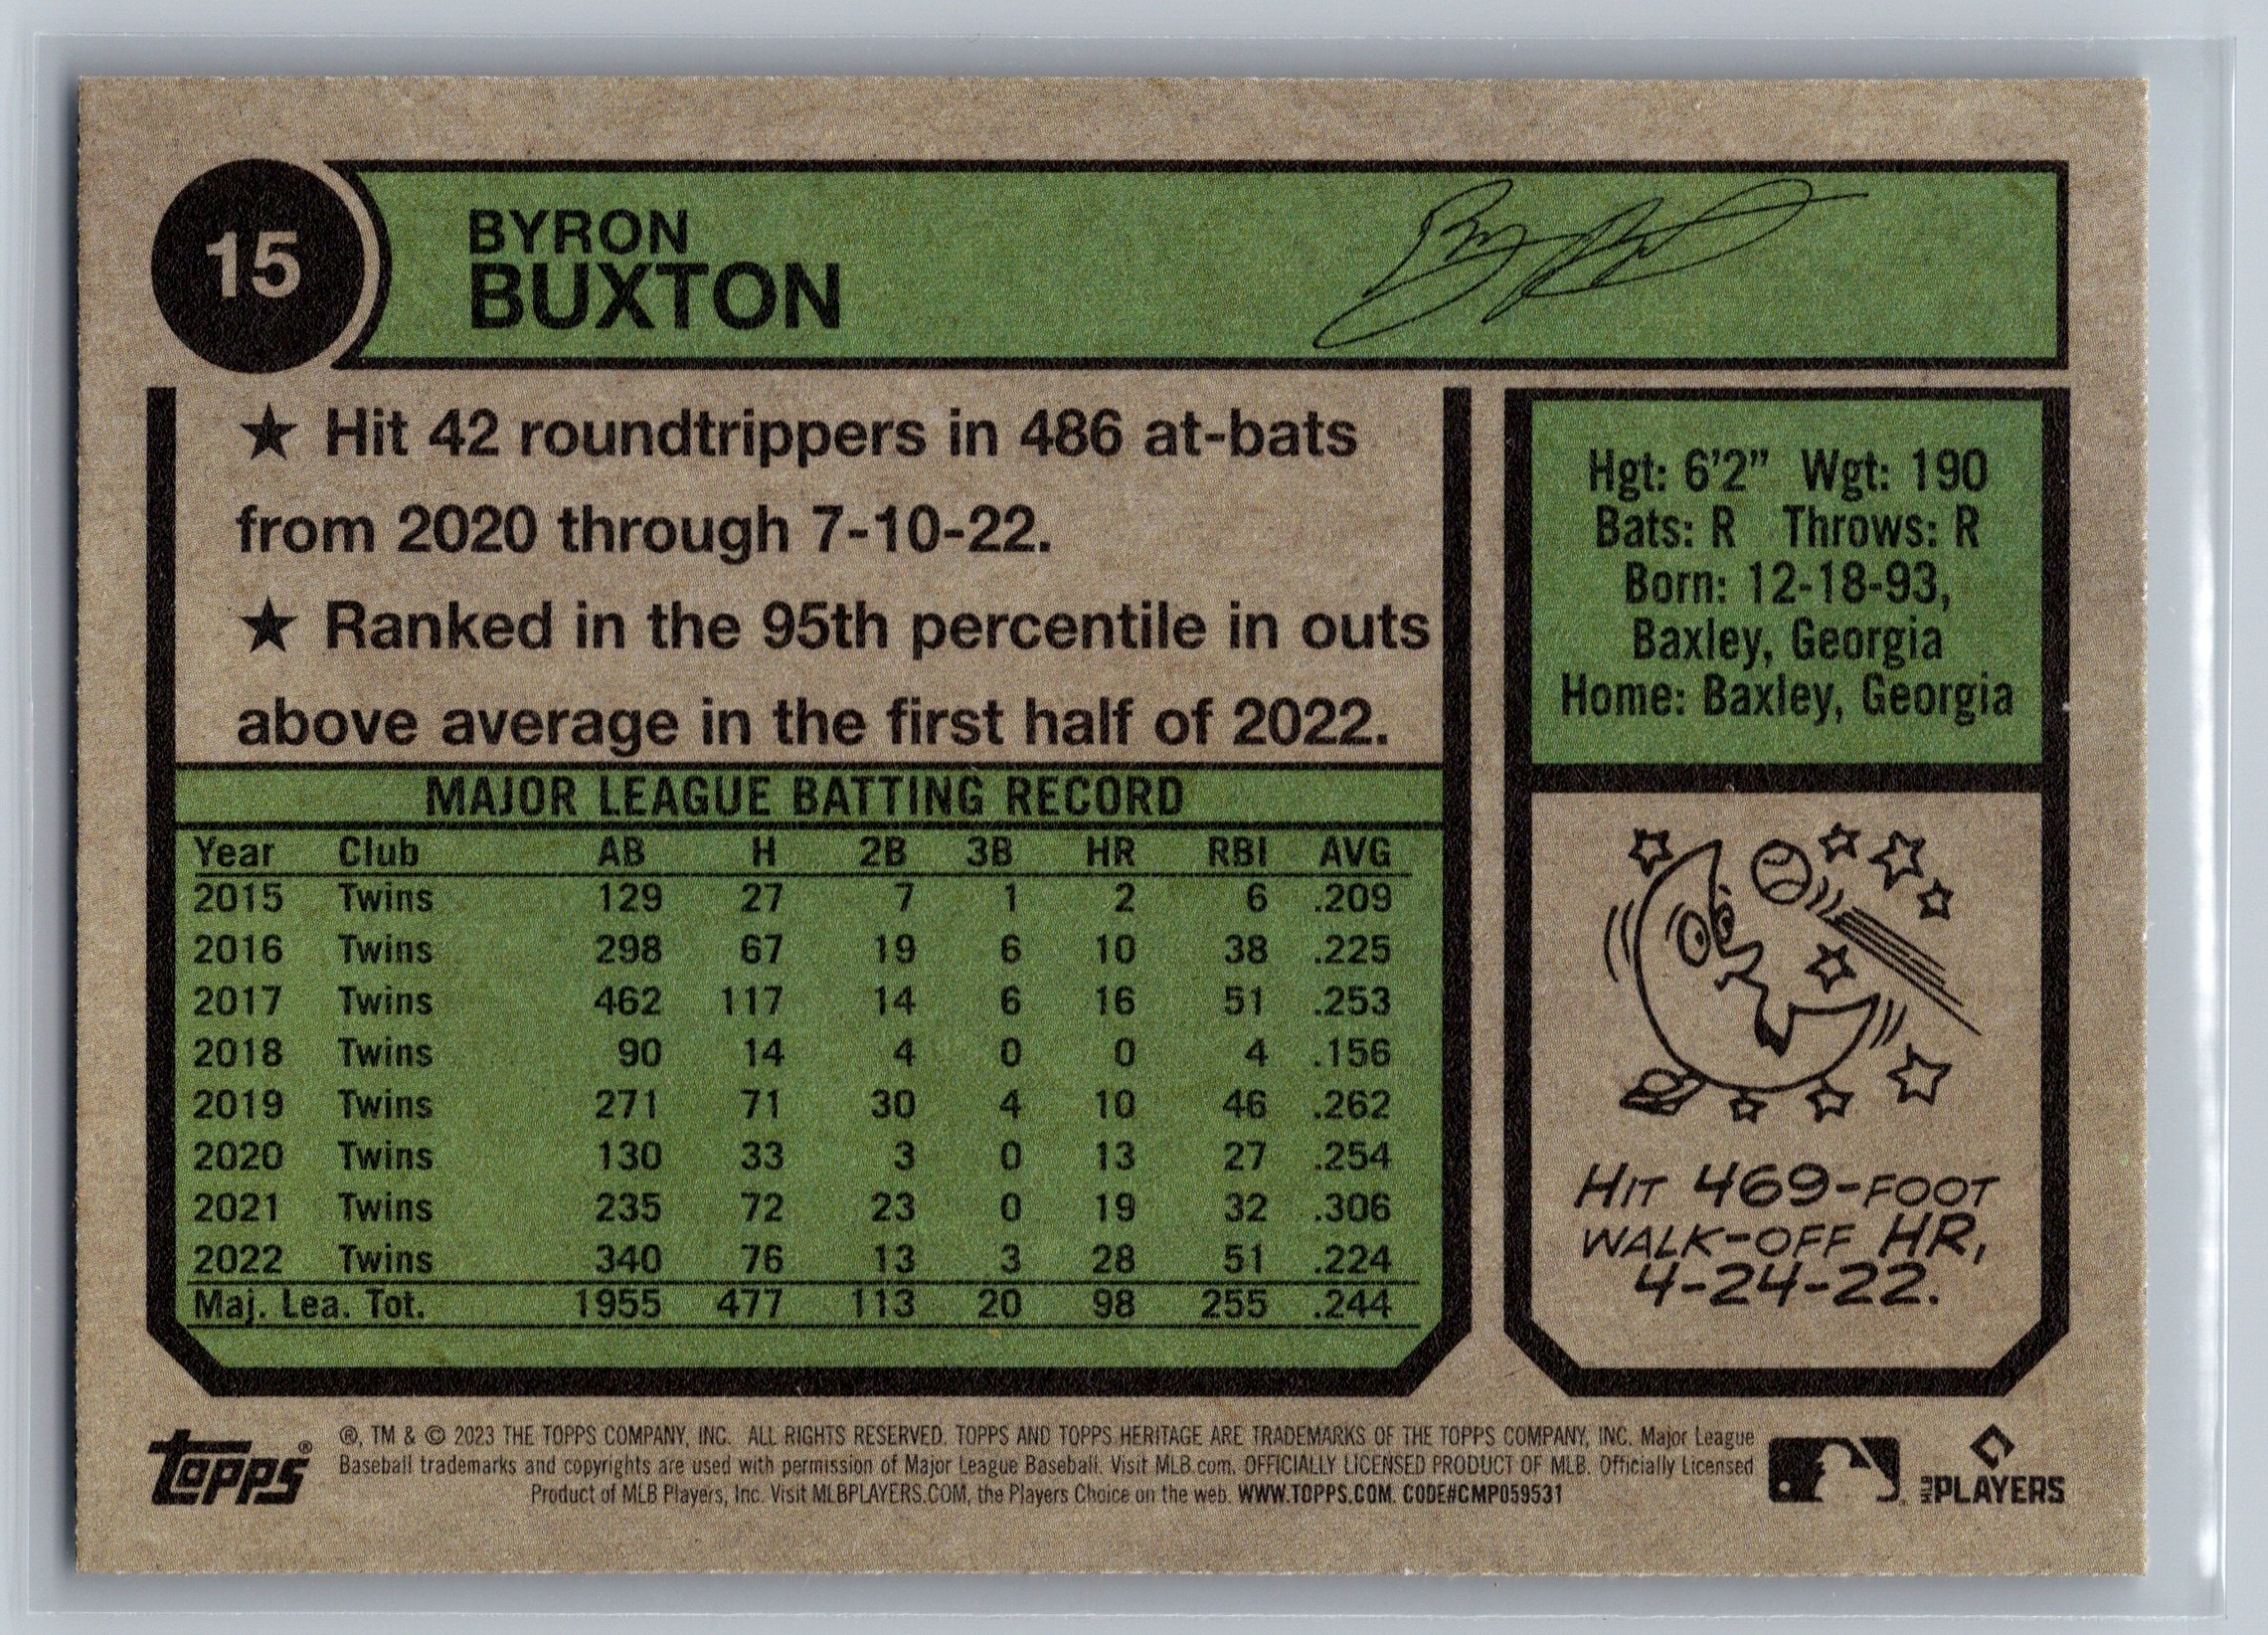 15
BYRON
BUXTON
★ Hit 42 roundtrippers in 486 at-bats
from 2020 through 7-10-22.
★ Ranked in the 95th percentile in outs
above average in the first half of 2022.
Hgt: 6'2" Wgt: 190
Bats: R Throws: R
Born: 12-18-93,
Baxley, Georgia
Home: Baxley, Georgia
MAJOR LEAGUE BATTING RECORD
Year Club AB H 2B 3B HR RBI AVG
2015 Twins 129 27 7 1 2 6 .209
2016 Twins 298 67 19 6 10 38 .225
2017 Twins 462 117 14 6 16 51 .253
2018 Twins 90 14 4 0 0 4 .156
2019 Twins 271 71 30 4 10 46 .262
2020 Twins 130 33 3 0 13 27 .254
2021 Twins 235 72 23 0 19 32 .306
2022 Twins 340 76 13 3 28 51 .224
Maj. Lea. Tot. 1955 477 113 20 98 255 .244
HIT 469-FOOT
WALK-OFF HR,
4-24-22.
topps®
®, TM & © 2023 THE TOPPS COMPANY, INC. ALL RIGHTS RESERVED. TOPPS AND TOPPS HERITAGE ARE TRADEMARKS OF THE TOPPS COMPANY, INC. Major League
Baseball trademarks and copyrights are used with permission of Major League Baseball. Visit MLB.com. OFFICIALLY LICENSED PRODUCT OF MLB. Officially Licensed
Product of MLB Players, Inc. Visit MLBPLAYERS.COM, the Players Choice on the web. WWW.TOPPS.COM. CODE#CMP059531
MLB PLAYERS